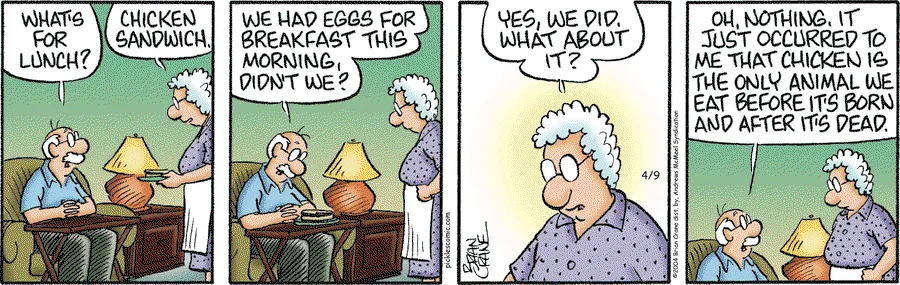 WHAT'S
FOR
LUNCH?
CHICKEN
SANDWICH.
WE HAD EGGS FOR
BREAKFAST THIS
MORNING,
DIDN'T WE?
picklescomic.com
YES, WE DID.
WHAT ABOUT
IT?
4/9
BRIAN
CRANE
©2004 Brian Crane dist. by Andrews McMeel Syndication
OH, NOTHING. IT
JUST OCCURRED TO
ME THAT CHICKEN IS
THE ONLY ANIMAL WE
EAT BEFORE IT'S BORN
AND AFTER IT'S DEAD.